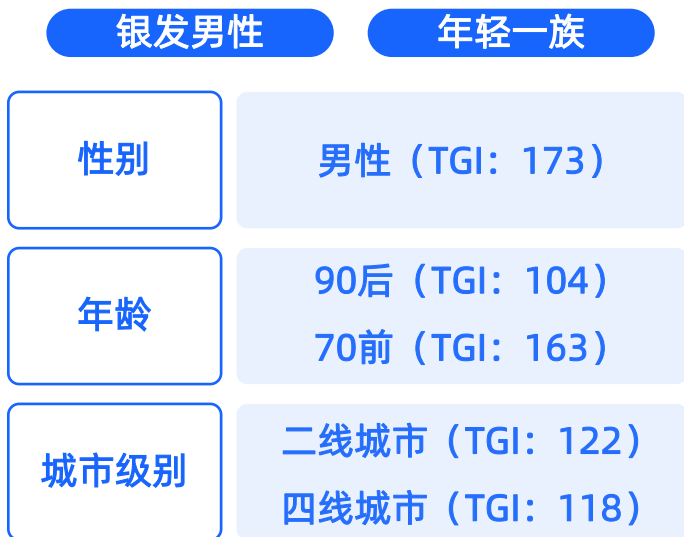 银发男性
年轻一族
性别
男性（TGI：173）
年龄
90后（TGI：104）
70前（TGI：163）
城市级别
二线城市（TGI：122）
四线城市（TGI：118）